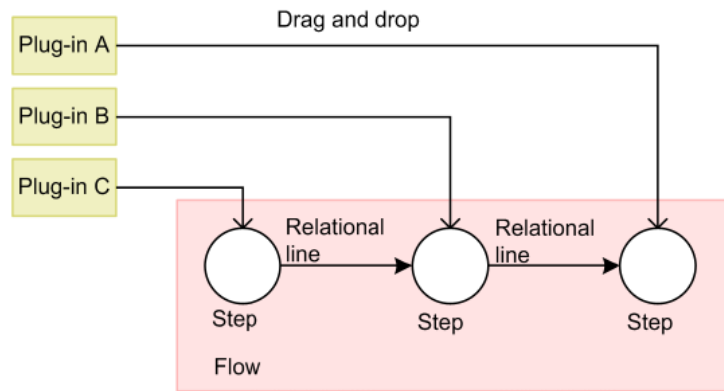 Drag and drop
Plug-in A
Plug-in B
Plug-in C
Relational
line
Relational
line
Step
Step
Step
Flow